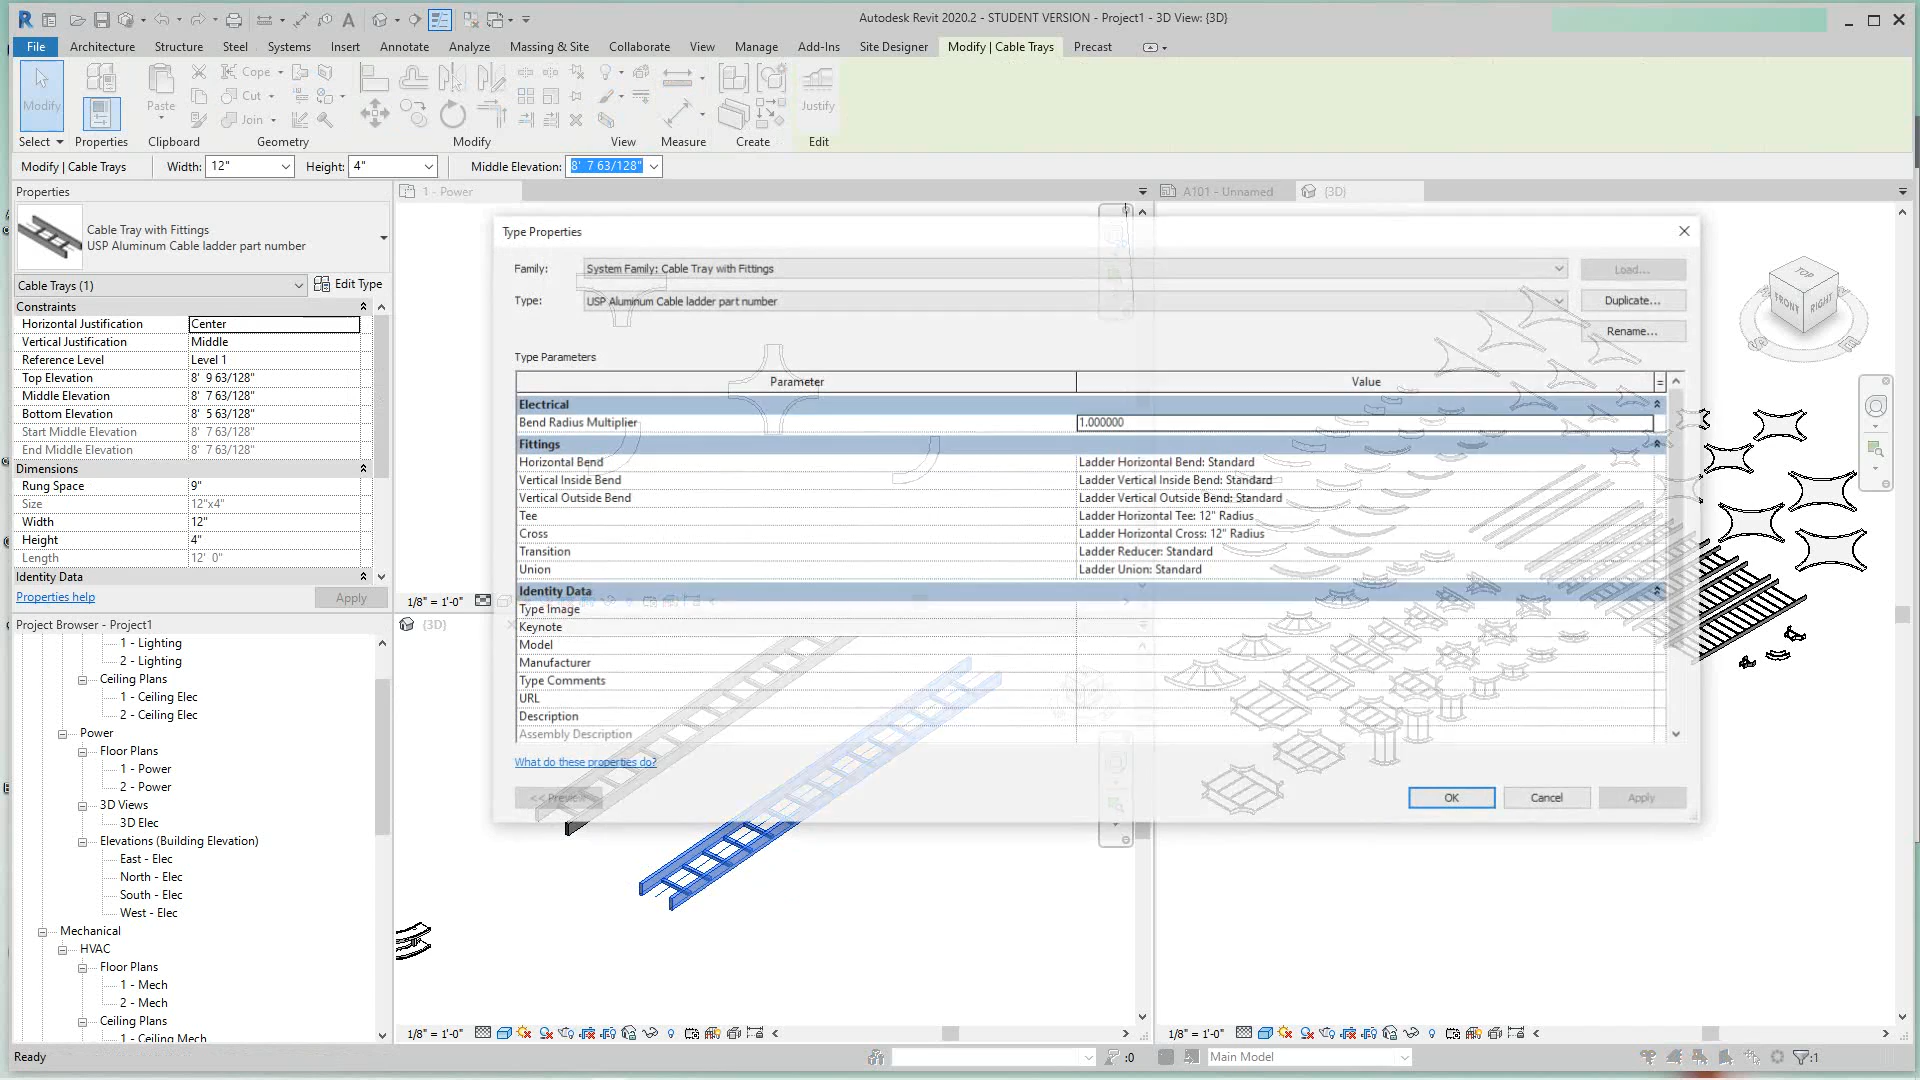 Autodesk Revit 2020.2 - STUDENT VERSION - Project1 - 3D View: {3D}
File Architecture Structure Steel Systems Insert Annotate Analyze Massing & Site Collaborate View Manage Add-Ins Site Designer Modify | Cable Trays Precast
Modify Paste Cope Cut Join Justify
Select Properties Clipboard Geometry Modify View Measure Create Edit
Modify | Cable Trays Width: 12" Height: 4" Middle Elevation: 8' 7 63/128"
Properties
1 - Power
A101 - Unnamed
{3D}
Cable Tray with Fittings
USP Aluminum Cable ladder part number
Cable Trays (1) Edit Type
Constraints
Horizontal Justification Center
Vertical Justification Middle
Reference Level Level 1
Top Elevation 8' 9 63/128"
Middle Elevation 8' 7 63/128"
Bottom Elevation 8' 5 63/128"
Start Middle Elevation 8' 7 63/128"
End Middle Elevation 8' 7 63/128"
Dimensions
Rung Space 9"
Size 12"x4"
Width 12"
Height 4"
Length 12' 0"
Identity Data
Properties help Apply
Project Browser - Project1
1 - Lighting
2 - Lighting
Ceiling Plans
1 - Ceiling Elec
2 - Ceiling Elec
Power
Floor Plans
1 - Power
2 - Power
3D Views
3D Elec
Elevations (Building Elevation)
East - Elec
North - Elec
South - Elec
West - Elec
Mechanical
HVAC
Floor Plans
1 - Mech
2 - Mech
Ceiling Plans
1 - Ceiling Mech
Type Properties
Family: System Family: Cable Tray with Fittings Load...
Type: USP Aluminum Cable ladder part number Duplicate...
Rename...
Type Parameters
Parameter Value =
Electrical
Bend Radius Multiplier 1.000000
Fittings
Horizontal Bend Ladder Horizontal Bend: Standard
Vertical Inside Bend Ladder Vertical Inside Bend: Standard
Vertical Outside Bend Ladder Vertical Outside Bend: Standard
Tee Ladder Horizontal Tee: 12" Radius
Cross Ladder Horizontal Cross: 12" Radius
Transition Ladder Reducer: Standard
Union Ladder Union: Standard
Identity Data
Type Image
Keynote
Model
Manufacturer
Type Comments
URL
Description
Assembly Description
What do these properties do?
<< Preview OK Cancel Apply
1/8" = 1'-0"
{3D}
TOP
FRONT RIGHT
1/8" = 1'-0"
1/8" = 1'-0"
Ready :0 Main Model :1